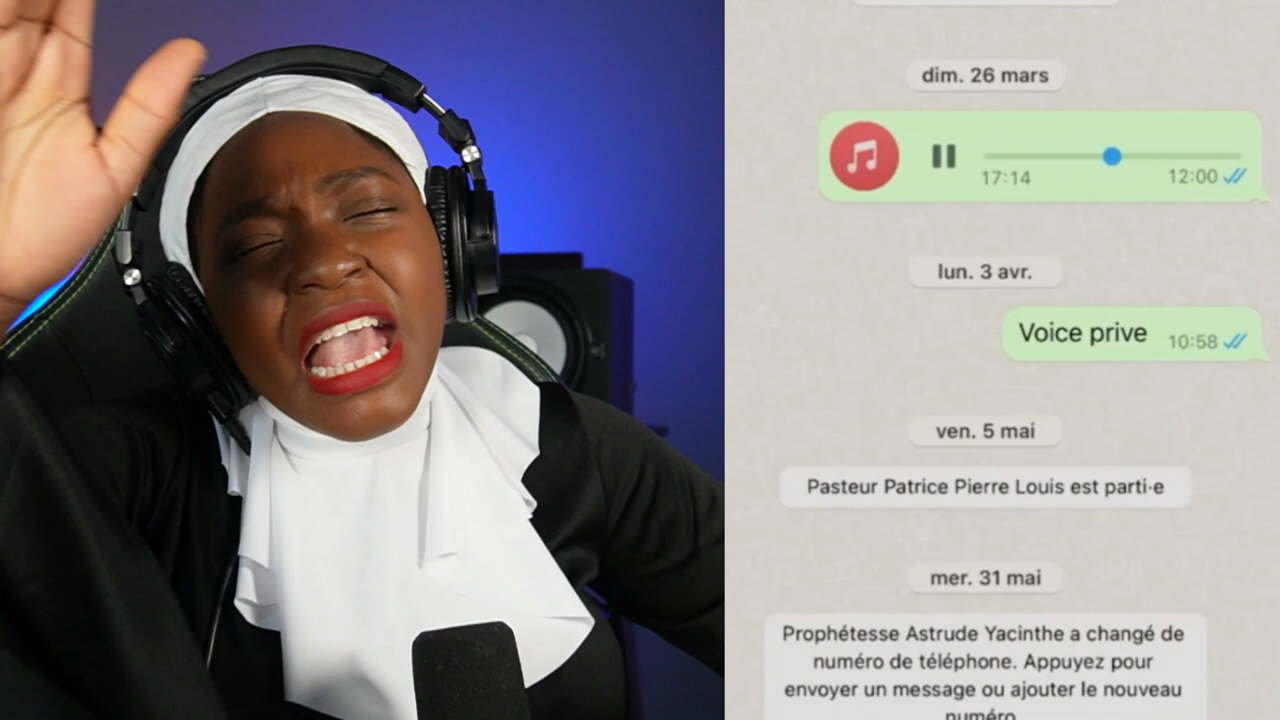 dim. 26 mars
17:14
12:00
lun. 3 avr.
Voice prive 10:58
ven. 5 mai
Pasteur Patrice Pierre Louis est parti·e
mer. 31 mai
Prophétesse Astrude Yacinthe a changé de
numéro de téléphone. Appuyez pour
envoyer un message ou ajouter le nouveau
numéro.